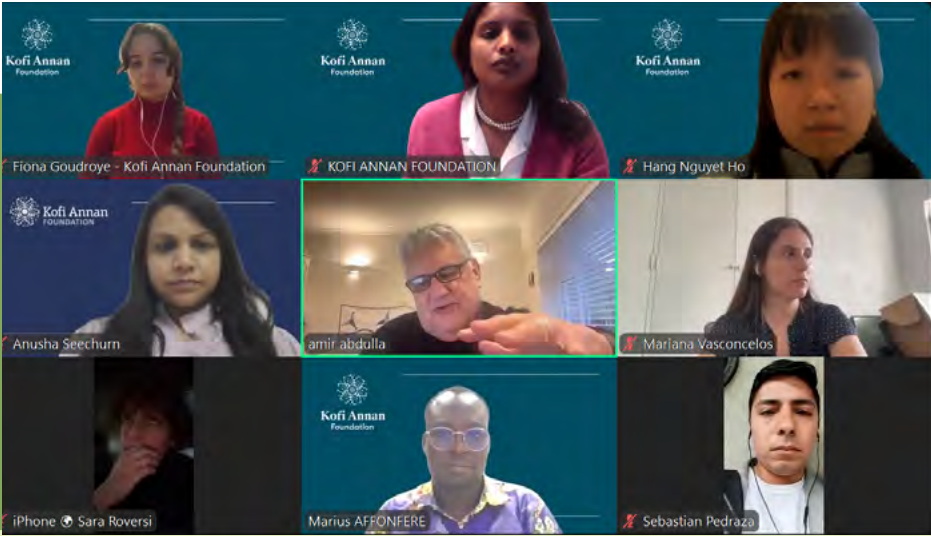 Kofi Annan
Foundation
Fiona Goudroye - Kofi Annan Foundation
Kofi Annan
Foundation
KOFI ANNAN FOUNDATION
Kofi Annan
Foundation
Hang Nguyet Ho
Kofi Annan
FOUNDATION
Anusha Seechurn
amir abdulla
Mariana Vasconcelos
iPhone Sara Roversi
Kofi Annan
Foundation
Marius AFFONFERE
Sebastian Pedraza